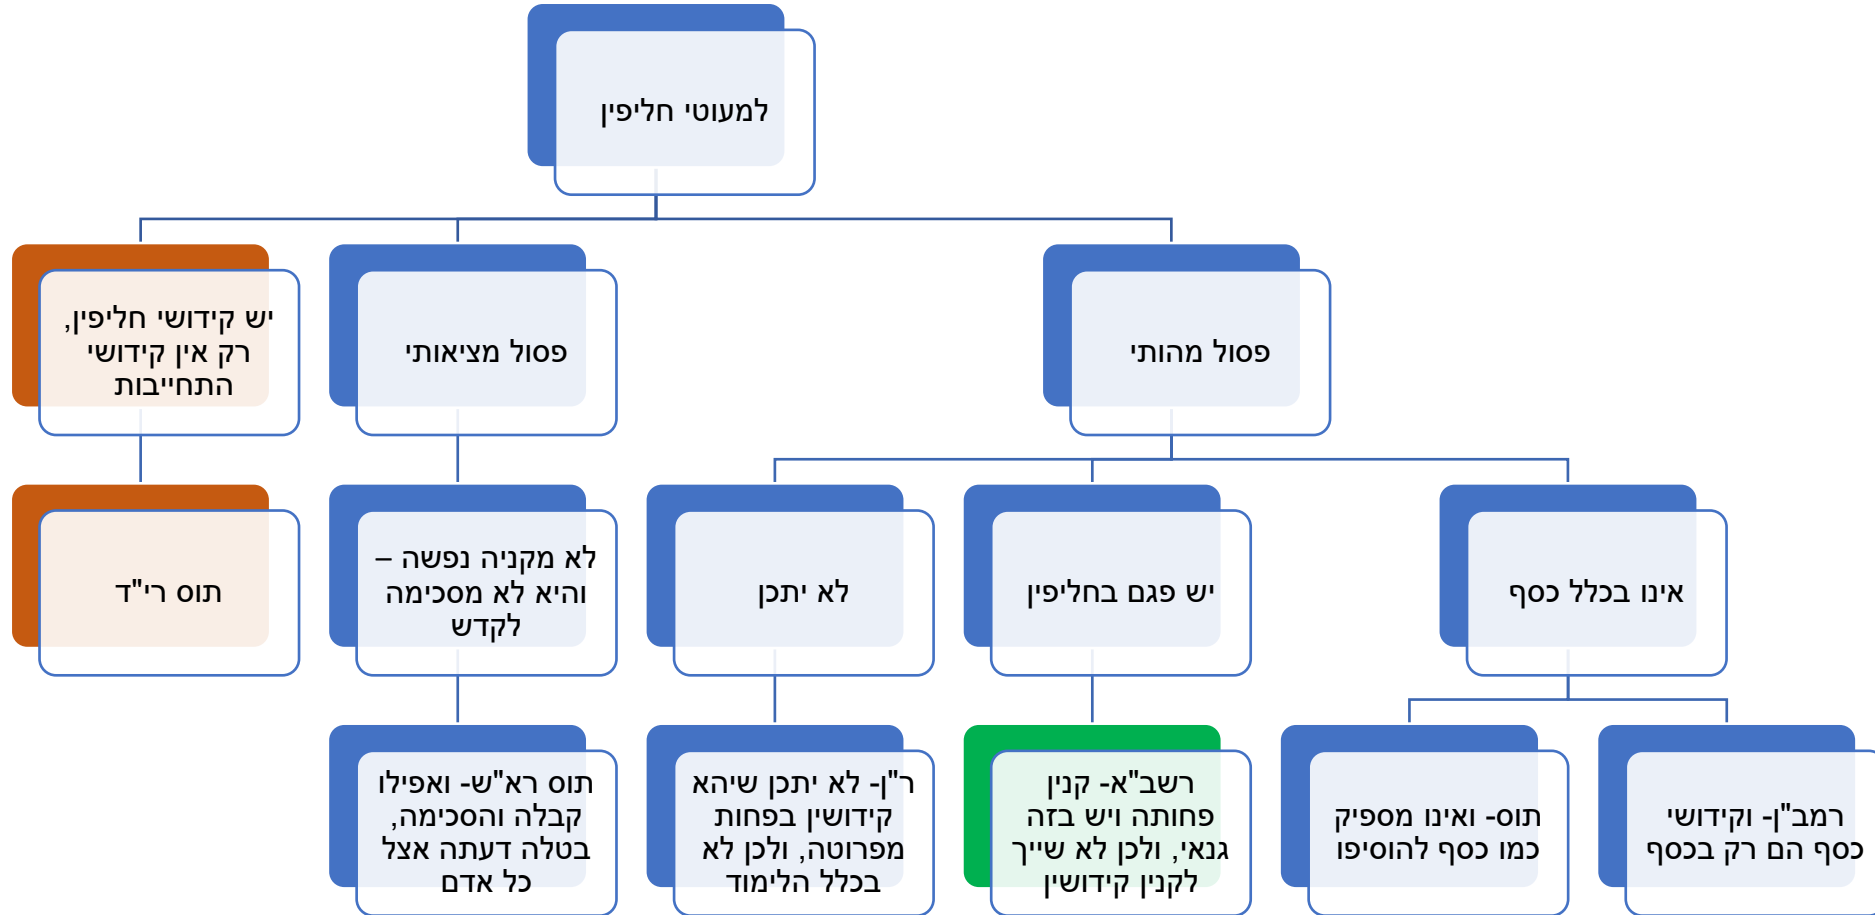 למעוטי חליפין
פסול מהותי
פסול מציאותי
יש קידושי חליפין,
רק אין קידושי
התחייבות
אינו בכלל כסף
יש פגם בחליפין
לא יתכן
לא מקניה נפשה –
והיא לא מסכימה
לקדש
תוס רי"ד
רמב"ן- וקידושי
כסף הם רק בכסף
תוס- ואינו מספיק
כמו כסף להוסיפו
רשב"א- קנין
פחותה ויש בזה
גנאי, ולכן לא שייך
לקנין קידושין
ר"ן- לא יתכן שיהא
קידושין בפחות
מפרוטה, ולכן לא
בכלל הלימוד
תוס רא"ש- ואפילו
קבלה והסכימה,
בטלה דעתה אצל
כל אדם